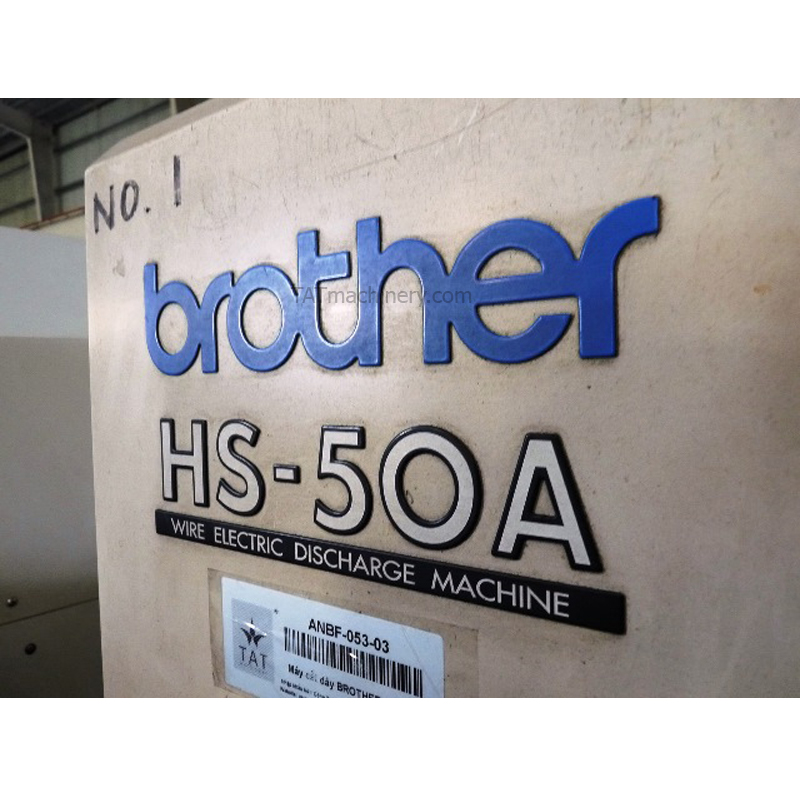 NO. 1
brother
TATmachinery.com
HS-50A
WIRE ELECTRIC DISCHARGE MACHINE
ANBF-053-03
TAT
Máy cắt dây BROTHER